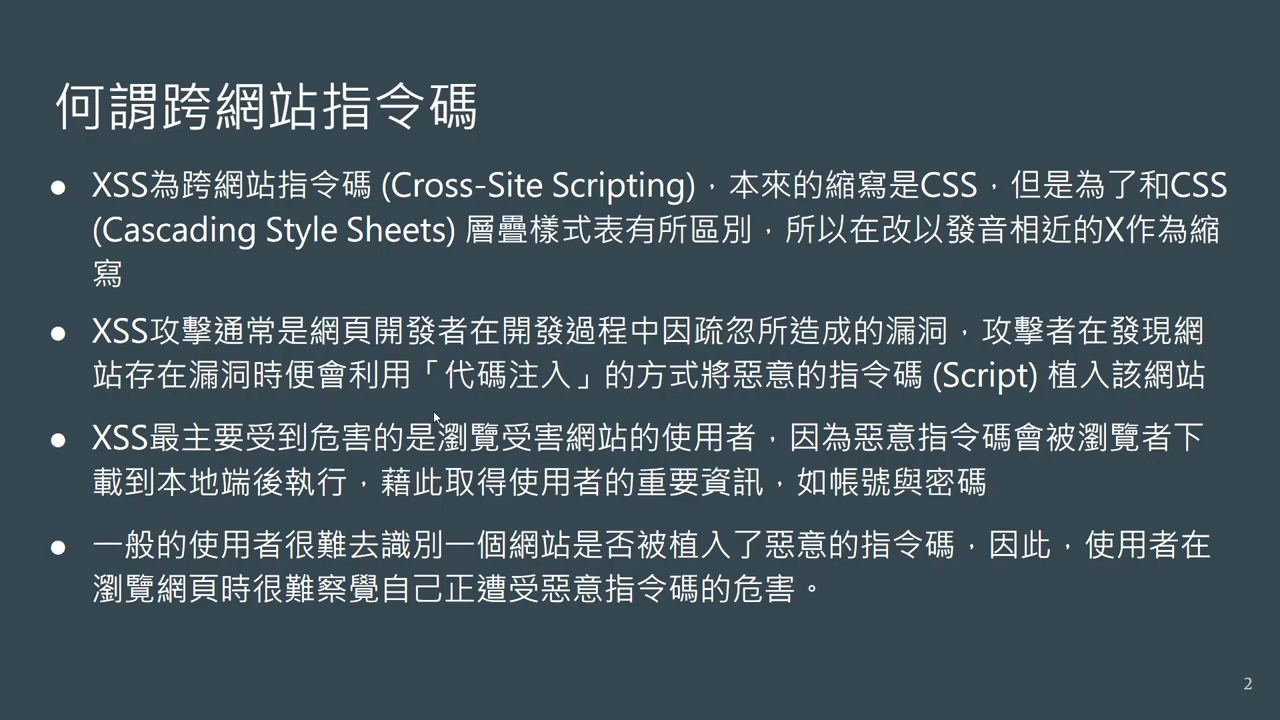 何謂跨網站指令碼
● XSS為跨網站指令碼 (Cross-Site Scripting)，本來的縮寫是CSS，但是為了和CSS
(Cascading Style Sheets) 層疊樣式表有所區別，所以在改以發音相近的X作為縮
寫
● XSS攻擊通常是網頁開發者在開發過程中因疏忽所造成的漏洞，攻擊者在發現網
站存在漏洞時便會利用「代碼注入」的方式將惡意的指令碼 (Script) 植入該網站
● XSS最主要受到危害的是瀏覽受害網站的使用者，因為惡意指令碼會被瀏覽者下
載到本地端後執行，藉此取得使用者的重要資訊，如帳號與密碼
● 一般的使用者很難去識別一個網站是否被植入了惡意的指令碼，因此，使用者在
瀏覽網頁時很難察覺自己正遭受惡意指令碼的危害。
2